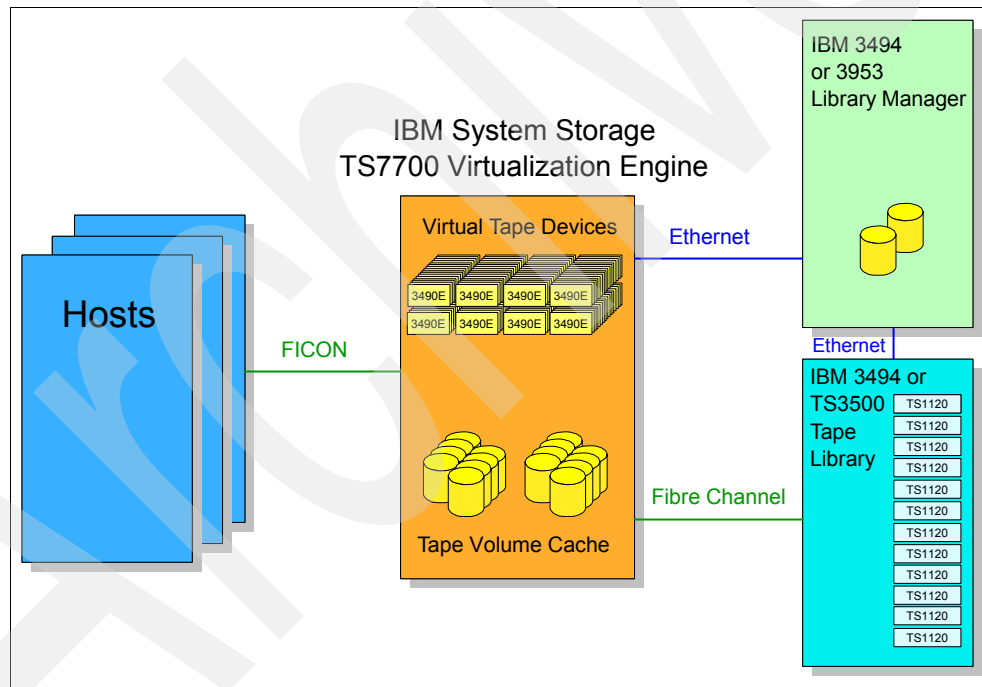 IBM System Storage
TS7700 Virtualization Engine
Hosts
FICON
Virtual Tape Devices
3490E 3490E 3490E 3490E
3490E 3490E 3490E 3490E
Tape Volume Cache
Ethernet
Fibre Channel
IBM 3494
or 3953
Library Manager
Ethernet
IBM 3494 or
TS3500
Tape
Library
TS1120
TS1120
TS1120
TS1120
TS1120
TS1120
TS1120
TS1120
TS1120
TS1120
TS1120
TS1120